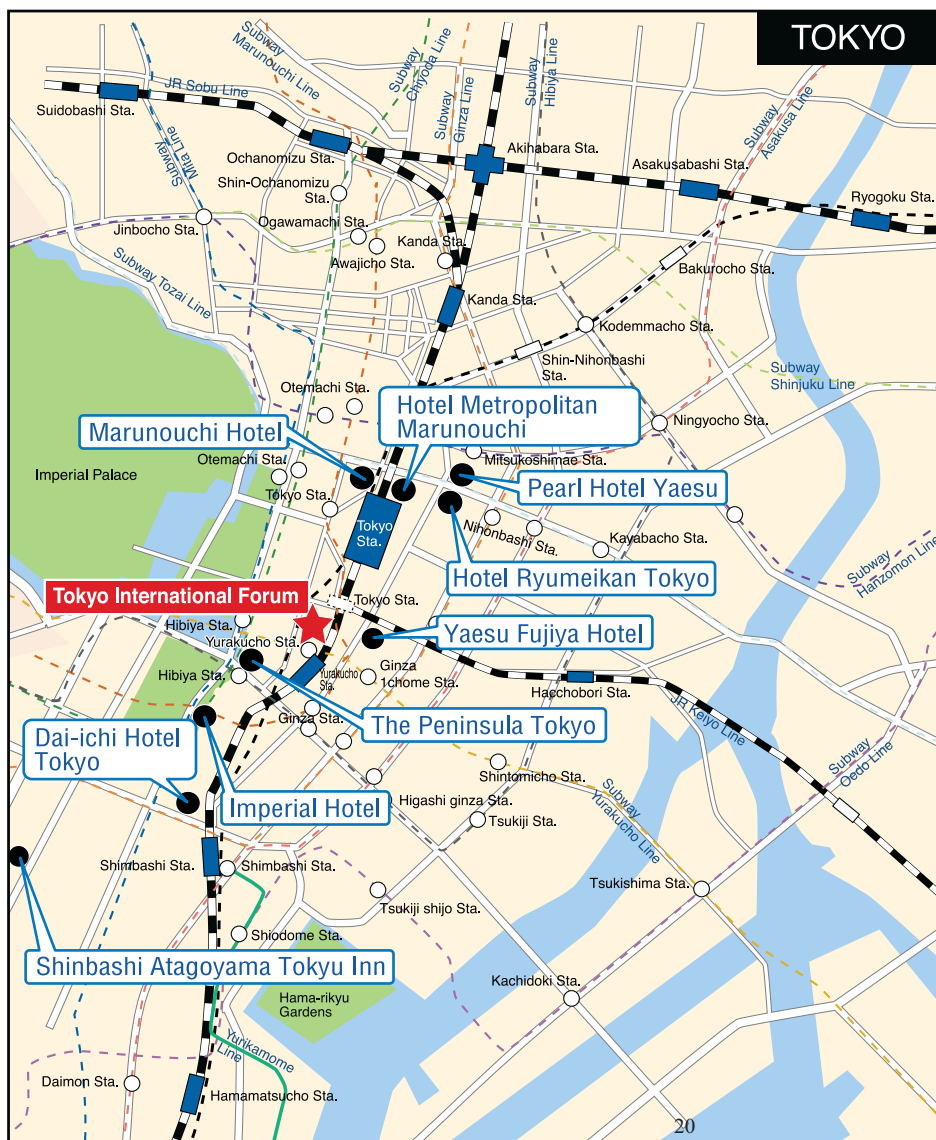 TOKYO
Subway
Marunouchi Line
Subway
Chiyoda Line
Subway
Ginza Line
Subway
Hibiya Line
Subway
Asakusa Line
JR Sobu Line
Suidobashi Sta.
Subway
Mita Line
Ochanomizu Sta.
Akihabara Sta.
Asakusabashi Sta.
Shin-Ochanomizu
Sta.
Ryogoku Sta.
Jinbocho Sta.
Ogawamachi Sta.
Awajicho Sta.
Kanda Sta.
Bakurocho Sta.
Subway Tozai Line
Kanda Sta.
Kodemmacho Sta.
Shin-Nihonbashi
Sta.
Subway
Shinjuku Line
Otemachi Sta.
Hotel Metropolitan
Marunouchi
Ningyocho Sta.
Marunouchi Hotel
Mitsukoshimae Sta.
Otemachi Sta.
Imperial Palace
Pearl Hotel Yaesu
Tokyo Sta.
Tokyo
Sta.
Nihonbashi Sta.
Kayabacho Sta.
Subway
Hanzomon Line
Hotel Ryumeikan Tokyo
Tokyo International Forum
Tokyo Sta.
Hibiya Sta.
Yurakucho Sta.
Yaesu Fujiya Hotel
Hibiya Sta.
Yurakucho
Sta.
Ginza
1chome Sta.
Hacchobori Sta.
JR Keiyo Line
Ginza Sta.
The Peninsula Tokyo
Dai-ichi Hotel
Tokyo
Subway
Oedo Line
Shintomicho Sta.
Subway
Yurakucho Line
Imperial Hotel
Higashi ginza Sta.
Tsukiji Sta.
Shimbashi Sta.
Shimbashi Sta.
Tsukishima Sta.
Tsukiji shijo Sta.
Shiodome Sta.
Shinbashi Atagoyama Tokyu Inn
Kachidoki Sta.
Hama-rikyu
Gardens
Yurikamome
Line
Daimon Sta.
Hamamatsucho Sta.
20